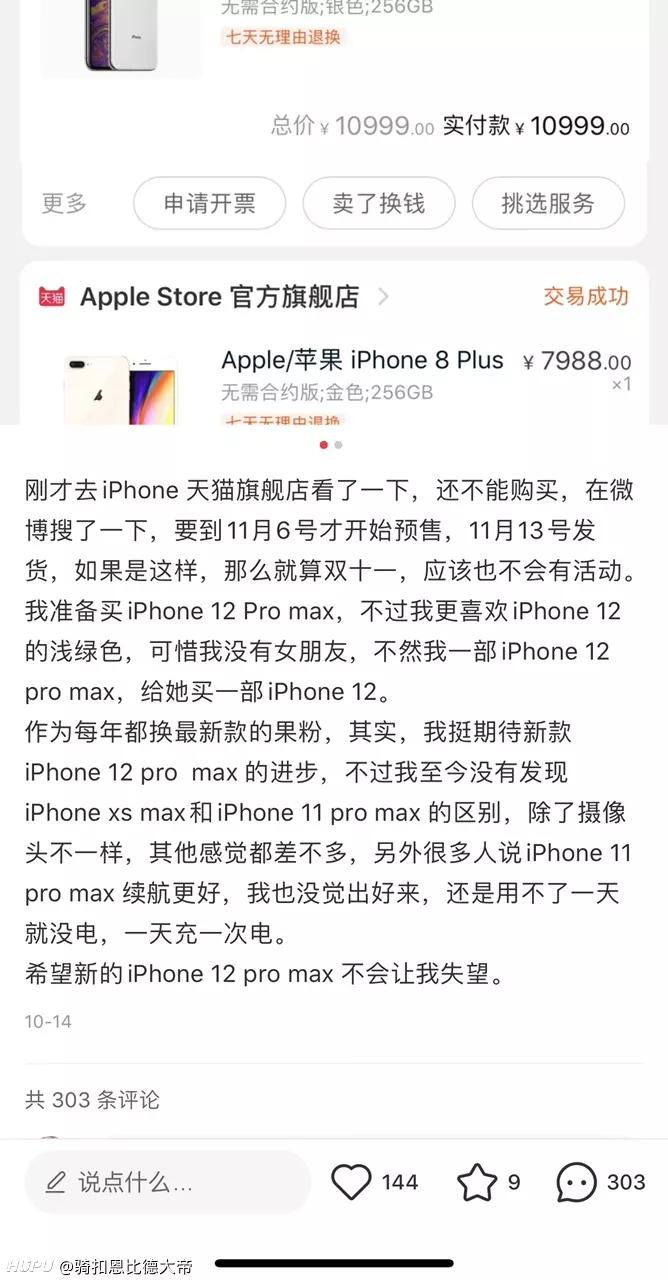 无需合约版;银色;256GB
七天无理由退换
总价 ¥ 10999.00 实付款 ¥ 10999.00
更多 申请开票 卖了换钱 挑选服务
天猫 Apple Store 官方旗舰店 交易成功
Apple/苹果 iPhone 8 Plus ¥ 7988.00
无需合约版;金色;256GB ×1
七天无理由退换
刚才去iPhone 天猫旗舰店看了一下，还不能购买，在微
博搜了一下，要到11月6号才开始预售，11月13号发
货，如果是这样，那么就算双十一，应该也不会有活动。
我准备买iPhone 12 Pro max，不过我更喜欢iPhone 12
的浅绿色，可惜我没有女朋友，不然我一部iPhone 12
pro max，给她买一部iPhone 12。
作为每年都换最新款的果粉，其实，我挺期待新款
iPhone 12 pro max 的进步，不过我至今没有发现
iPhone xs max和iPhone 11 pro max 的区别，除了摄像
头不一样，其他感觉都差不多，另外很多人说iPhone 11
pro max 续航更好，我也没觉出好来，还是用不了一天
就没电，一天充一次电。
希望新的iPhone 12 pro max 不会让我失望。
10-14
共 303 条评论
说点什么... 144 9 303
HUPU @骑扣恩比德大帝